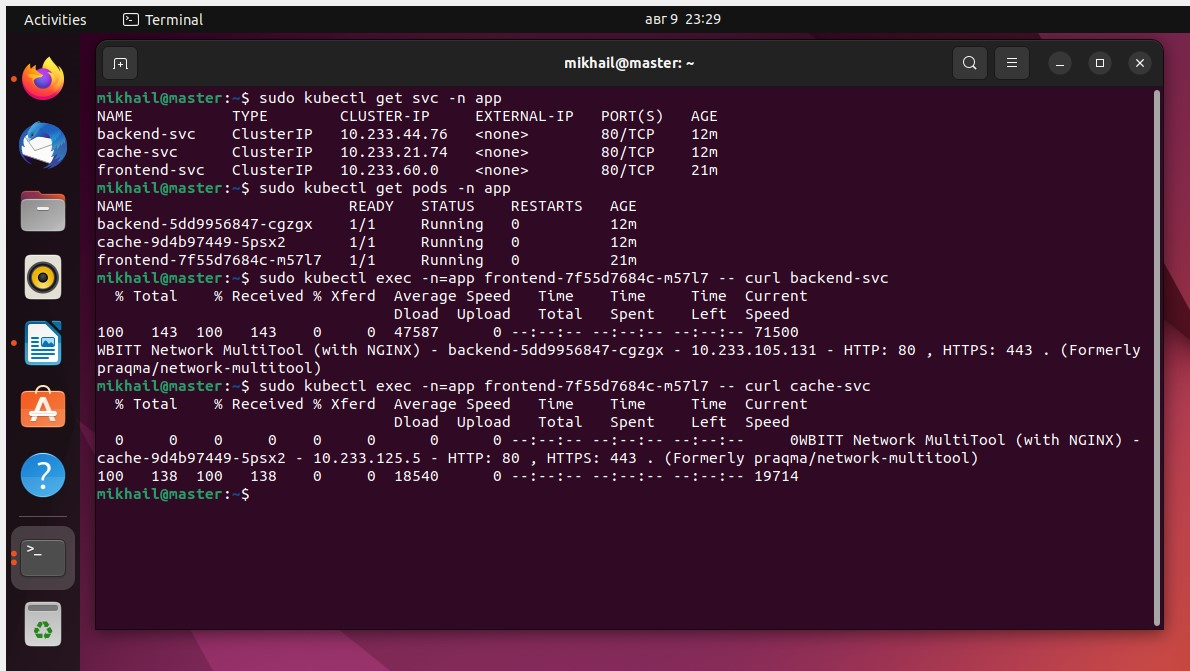 Activities
Terminal
авг 9 23:29
mikhail@master: ~
mikhail@master:~$ sudo kubectl get svc -n app
NAME TYPE CLUSTER-IP EXTERNAL-IP PORT(S) AGE
backend-svc ClusterIP 10.233.44.76 <none> 80/TCP 12m
cache-svc ClusterIP 10.233.21.74 <none> 80/TCP 12m
frontend-svc ClusterIP 10.233.60.0 <none> 80/TCP 21m
mikhail@master:~$ sudo kubectl get pods -n app
NAME READY STATUS RESTARTS AGE
backend-5dd9956847-cgzgx 1/1 Running 0 12m
cache-9d4b97449-5psx2 1/1 Running 0 12m
frontend-7f55d7684c-m57l7 1/1 Running 0 21m
mikhail@master:~$ sudo kubectl exec -n=app frontend-7f55d7684c-m57l7 -- curl backend-svc
% Total % Received % Xferd Average Speed Time Time Time Current
Dload Upload Total Spent Left Speed
100 143 100 143 0 0 47587 0 --:--:-- --:--:-- --:--:-- 71500
WBITT Network MultiTool (with NGINX) - backend-5dd9956847-cgzgx - 10.233.105.131 - HTTP: 80 , HTTPS: 443 . (Formerly
praqma/network-multitool)
mikhail@master:~$ sudo kubectl exec -n=app frontend-7f55d7684c-m57l7 -- curl cache-svc
% Total % Received % Xferd Average Speed Time Time Time Current
Dload Upload Total Spent Left Speed
0 0 0 0 0 0 0 0 --:--:-- --:--:-- --:--:-- 0WBITT Network MultiTool (with NGINX) -
cache-9d4b97449-5psx2 - 10.233.125.5 - HTTP: 80 , HTTPS: 443 . (Formerly praqma/network-multitool)
100 138 100 138 0 0 18540 0 --:--:-- --:--:-- --:--:-- 19714
mikhail@master:~$